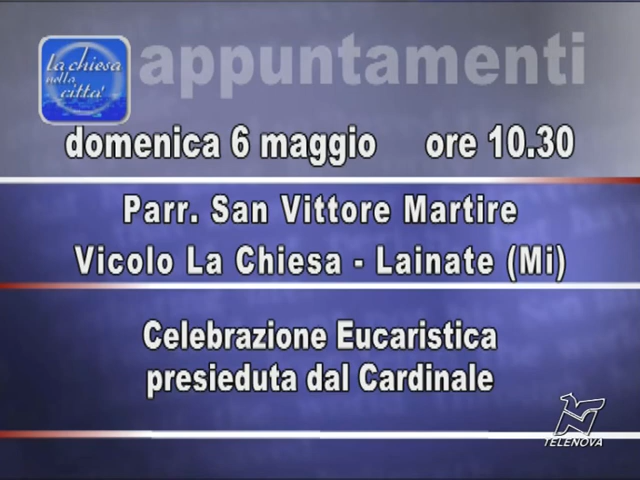 la chiesa
nella
città
appuntamenti
domenica 6 maggio ore 10.30
Parr. San Vittore Martire
Vicolo La Chiesa - Lainate (Mi)
Celebrazione Eucaristica
presieduta dal Cardinale
TELENOVA